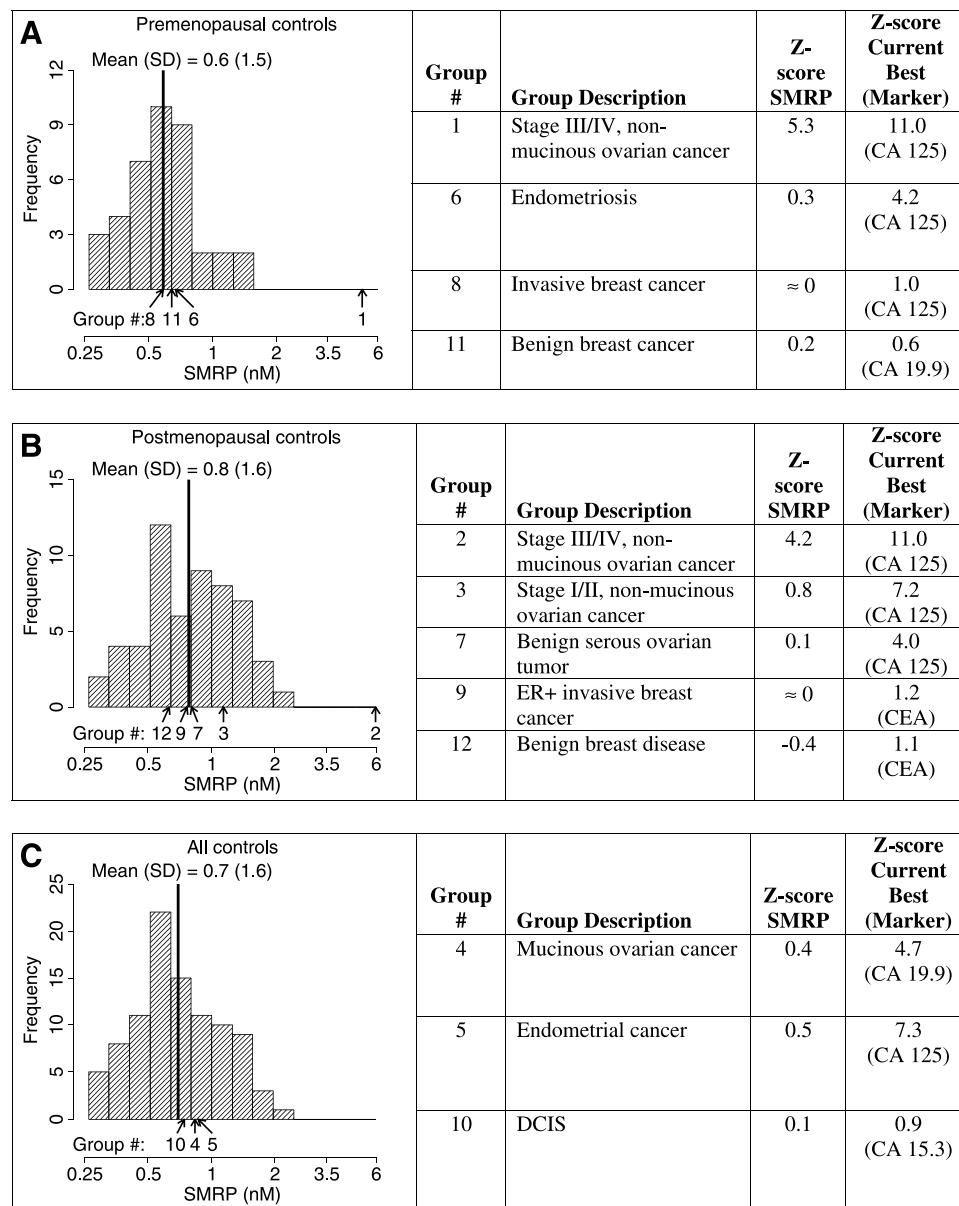 A
Premenopausal controls
Mean (SD) = 0.6 (1.5)
12
9
6
3
0
Frequency
Group #:8 11 6 1
0.25 0.5 1 2 3.5 6
SMRP (nM)
Group
#
Group Description
Z-
score
SMRP
Z-score
Current
Best
(Marker)
1 Stage III/IV, non- 5.3 11.0
mucinous ovarian cancer (CA 125)
6 Endometriosis 0.3 4.2
(CA 125)
8 Invasive breast cancer ≈ 0 1.0
(CA 125)
11 Benign breast cancer 0.2 0.6
(CA 19.9)
B
Postmenopausal controls
Mean (SD) = 0.8 (1.6)
15
10
5
0
Frequency
Group #: 12 9 7 3 2
0.25 0.5 1 2 3.5 6
SMRP (nM)
Group
#
Group Description
Z-
score
SMRP
Z-score
Current
Best
(Marker)
2 Stage III/IV, non- 4.2 11.0
mucinous ovarian cancer (CA 125)
3 Stage I/II, non-mucinous 0.8 7.2
ovarian cancer (CA 125)
7 Benign serous ovarian 0.1 4.0
tumor (CA 125)
9 ER+ invasive breast ≈ 0 1.2
cancer (CEA)
12 Benign breast disease -0.4 1.1
(CEA)
C
All controls
Mean (SD) = 0.7 (1.6)
25
20
15
10
5
0
Frequency
Group #: 10 4 5
0.25 0.5 1 2 3.5 6
SMRP (nM)
Group
#
Group Description
Z-score
SMRP
Z-score
Current
Best
(Marker)
4 Mucinous ovarian cancer 0.4 4.7
(CA 19.9)
5 Endometrial cancer 0.5 7.3
(CA 125)
10 DCIS 0.1 0.9
(CA 15.3)